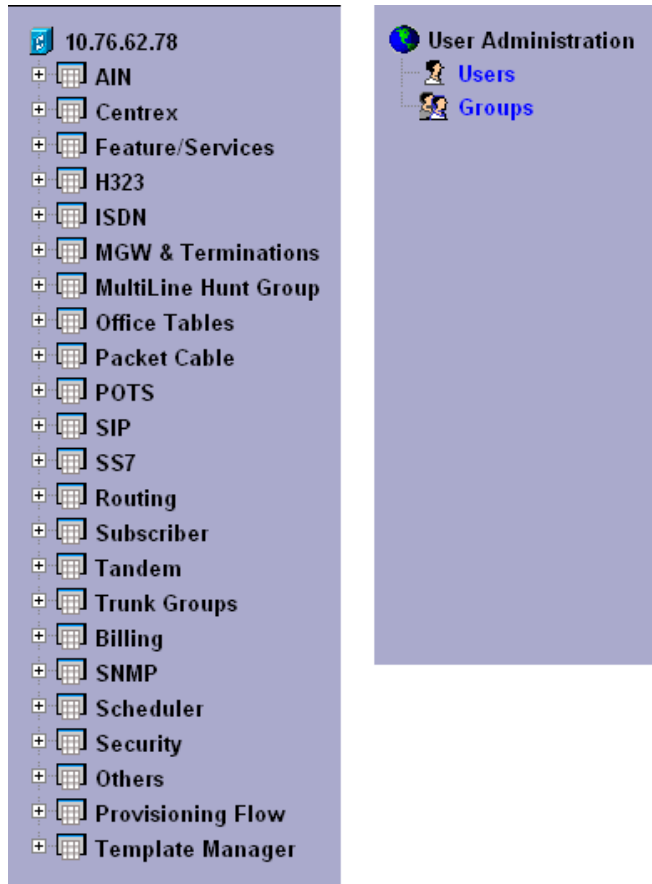 10.76.62.78
AIN
Centrex
Feature/Services
H323
ISDN
MGW & Terminations
MultiLine Hunt Group
Office Tables
Packet Cable
POTS
SIP
SS7
Routing
Subscriber
Tandem
Trunk Groups
Billing
SNMP
Scheduler
Security
Others
Provisioning Flow
Template Manager
User Administration
Users
Groups